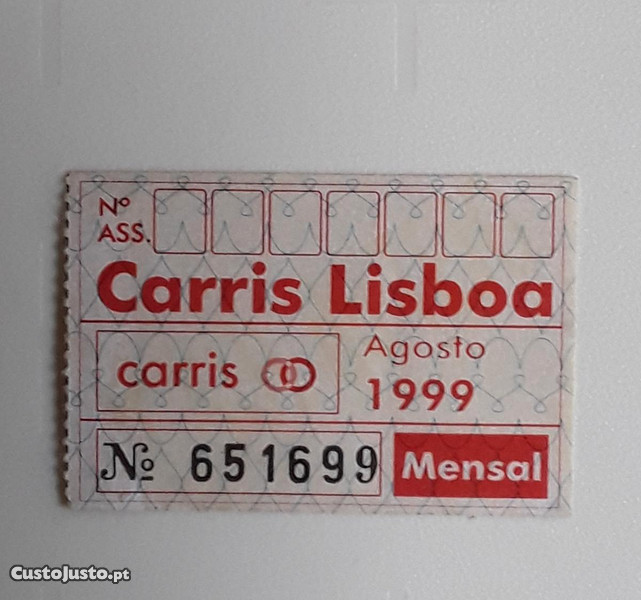 Nº
ASS.
Carris Lisboa
carris
Agosto
1999
Nº 651699
Mensal
CustoJusto.pt